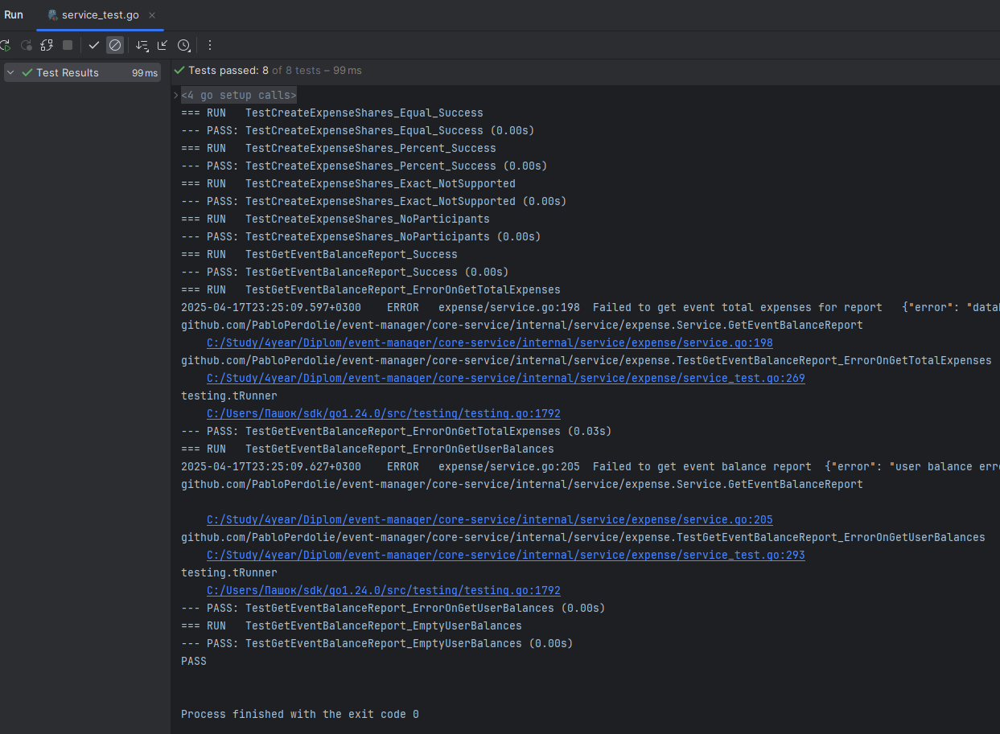 Run service_test.go
Test Results 99 ms
Tests passed: 8 of 8 tests – 99 ms
<4 go setup calls>
=== RUN   TestCreateExpenseShares_Equal_Success
--- PASS: TestCreateExpenseShares_Equal_Success (0.00s)
=== RUN   TestCreateExpenseShares_Percent_Success
--- PASS: TestCreateExpenseShares_Percent_Success (0.00s)
=== RUN   TestCreateExpenseShares_Exact_NotSupported
--- PASS: TestCreateExpenseShares_Exact_NotSupported (0.00s)
=== RUN   TestCreateExpenseShares_NoParticipants
--- PASS: TestCreateExpenseShares_NoParticipants (0.00s)
=== RUN   TestGetEventBalanceReport_Success
--- PASS: TestGetEventBalanceReport_Success (0.00s)
=== RUN   TestGetEventBalanceReport_ErrorOnGetTotalExpenses
2025-04-17T23:25:09.597+0300    ERROR   expense/service.go:198  Failed to get event total expenses for report   {"error": "data
github.com/PabloPerdolie/event-manager/core-service/internal/service/expense.Service.GetEventBalanceReport
C:/Study/4year/Diplom/event-manager/core-service/internal/service/expense/service.go:198
github.com/PabloPerdolie/event-manager/core-service/internal/service/expense.TestGetEventBalanceReport_ErrorOnGetTotalExpenses
C:/Study/4year/Diplom/event-manager/core-service/internal/service/expense/service_test.go:269
testing.tRunner
C:/Users/Пашок/sdk/go1.24.0/src/testing/testing.go:1792
--- PASS: TestGetEventBalanceReport_ErrorOnGetTotalExpenses (0.03s)
=== RUN   TestGetEventBalanceReport_ErrorOnGetUserBalances
2025-04-17T23:25:09.627+0300    ERROR   expense/service.go:205  Failed to get event balance report  {"error": "user balance erro
github.com/PabloPerdolie/event-manager/core-service/internal/service/expense.Service.GetEventBalanceReport
C:/Study/4year/Diplom/event-manager/core-service/internal/service/expense/service.go:205
github.com/PabloPerdolie/event-manager/core-service/internal/service/expense.TestGetEventBalanceReport_ErrorOnGetUserBalances
C:/Study/4year/Diplom/event-manager/core-service/internal/service/expense/service_test.go:293
testing.tRunner
C:/Users/Пашок/sdk/go1.24.0/src/testing/testing.go:1792
--- PASS: TestGetEventBalanceReport_ErrorOnGetUserBalances (0.00s)
=== RUN   TestGetEventBalanceReport_EmptyUserBalances
--- PASS: TestGetEventBalanceReport_EmptyUserBalances (0.00s)
PASS
Process finished with the exit code 0